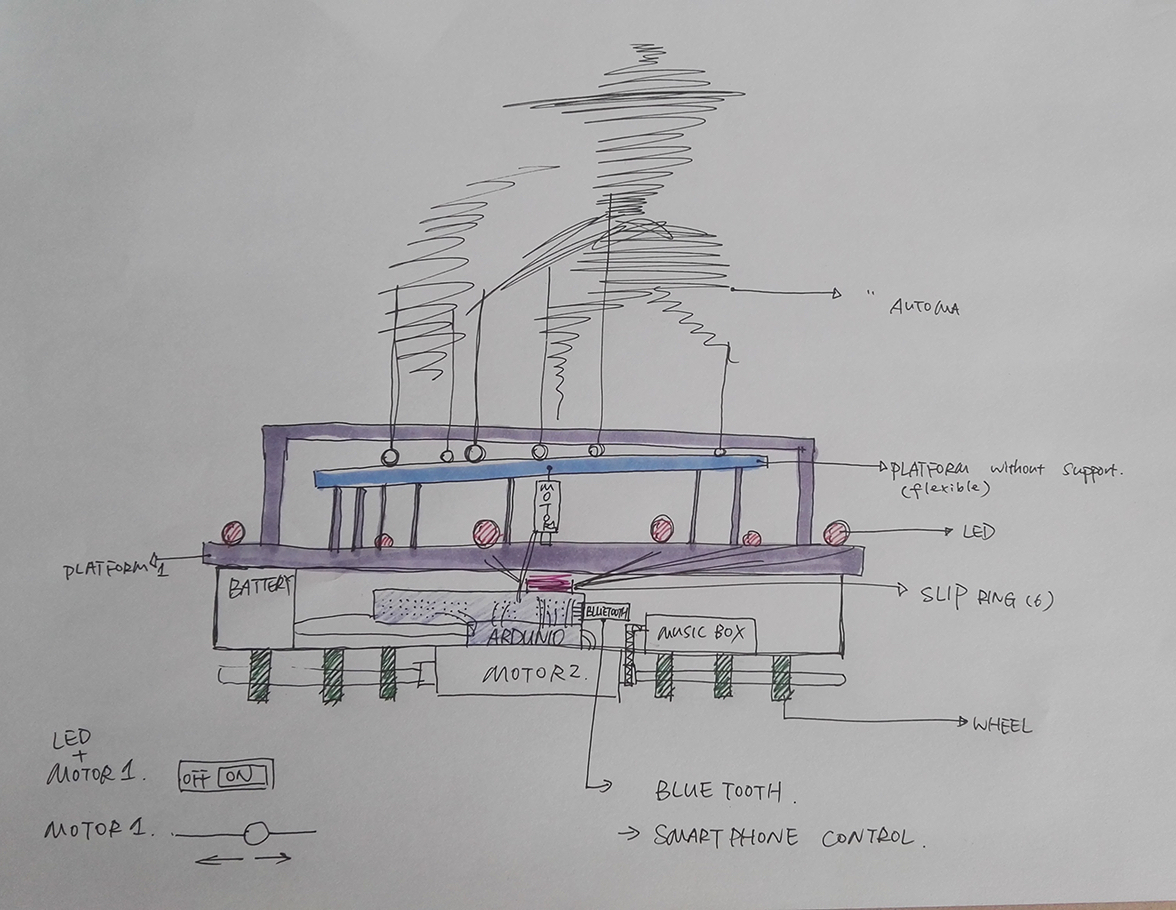 " AUTOMA
PLATFORM without support.
(flexible)
MOTOR
LED
PLATFORM 1
BATTERY
SLIP RING (6)
BLUETOOTH
ARDUNIO
MUSIC BOX
MOTOR 2.
WHEEL
LED
+
MOTOR 1. OFF ON
BLUE TOOTH.
MOTOR 1.
→ SMART PHONE CONTROL.